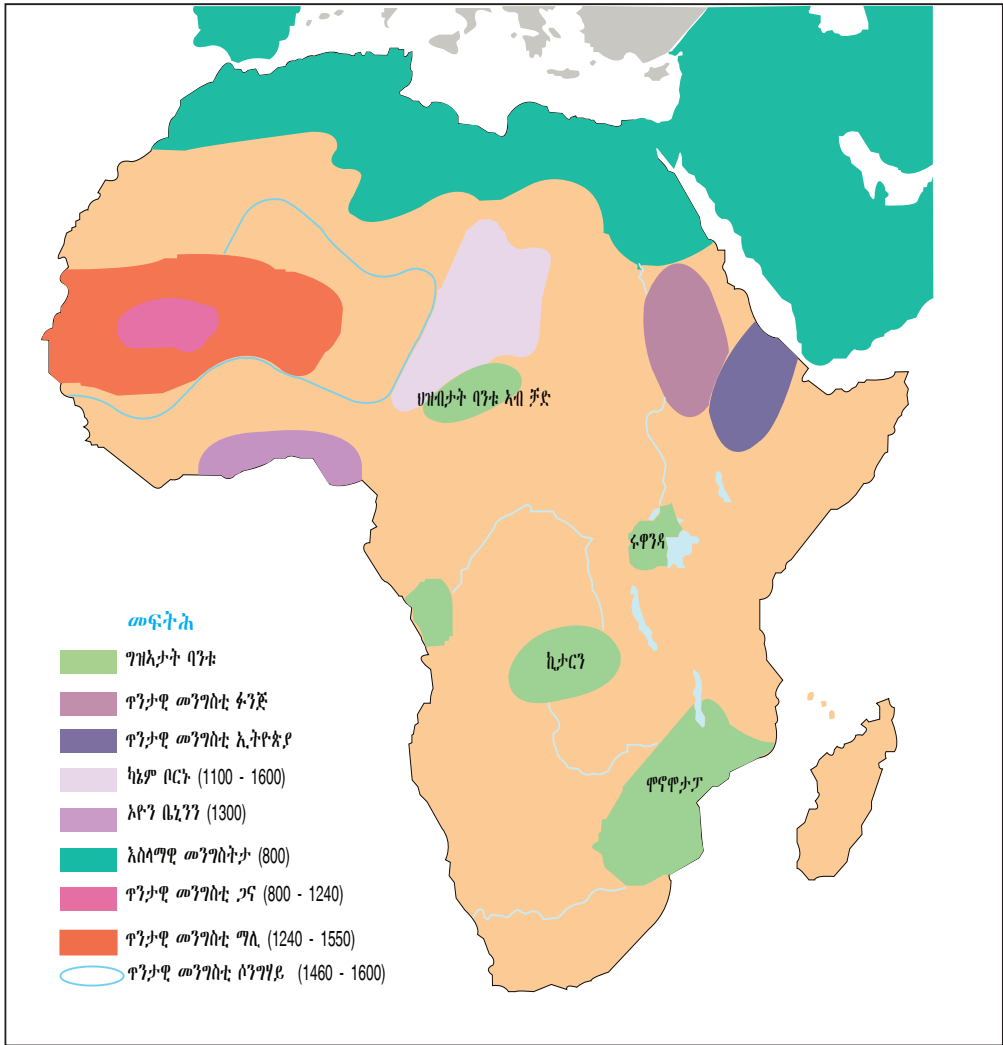 ህዝብታት ባንቱ ኣብ ቻድ
ሩዋንዳ
ኪታርን
ሞኖሞታፓ
መፍትሕ
ግዝኣታት ባንቱ
ጥንታዊ መንግስቲ ፉንጅ
ጥንታዊ መንግስቲ ኢትዮጵያ
ካኔም ቦርኑ (1100 - 1600)
ኦዮን ቤኒንን (1300)
እስላማዊ መንግስትታ (800)
ጥንታዊ መንግስቲ ጋና (800 - 1240)
ጥንታዊ መንግስቲ ማሊ (1240 - 1550)
ጥንታዊ መንግስቲ ሶንግሃይ (1460 - 1600)